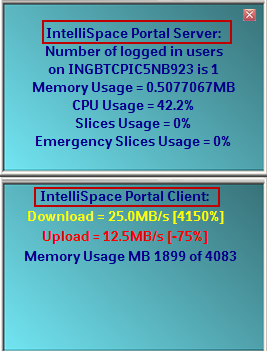 IntelliSpace Portal Server:
Number of logged in users
on INGBTCPIC5NB923 is 1
Memory Usage = 0.5077067MB
CPU Usage = 42.2%
Slices Usage = 0%
Emergency Slices Usage = 0%
IntelliSpace Portal Client:
Download = 25.0MB/s [4150%]
Upload = 12.5MB/s [-75%]
Memory Usage MB 1899 of 4083